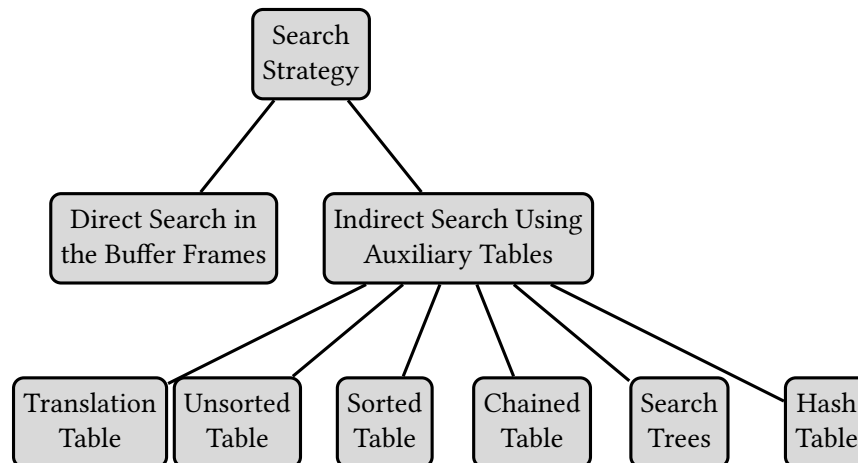 Search
Strategy
Direct Search in
the Buffer Frames
Indirect Search Using
Auxiliary Tables
Translation
Table
Unsorted
Table
Sorted
Table
Chained
Table
Search
Trees
Hash
Table